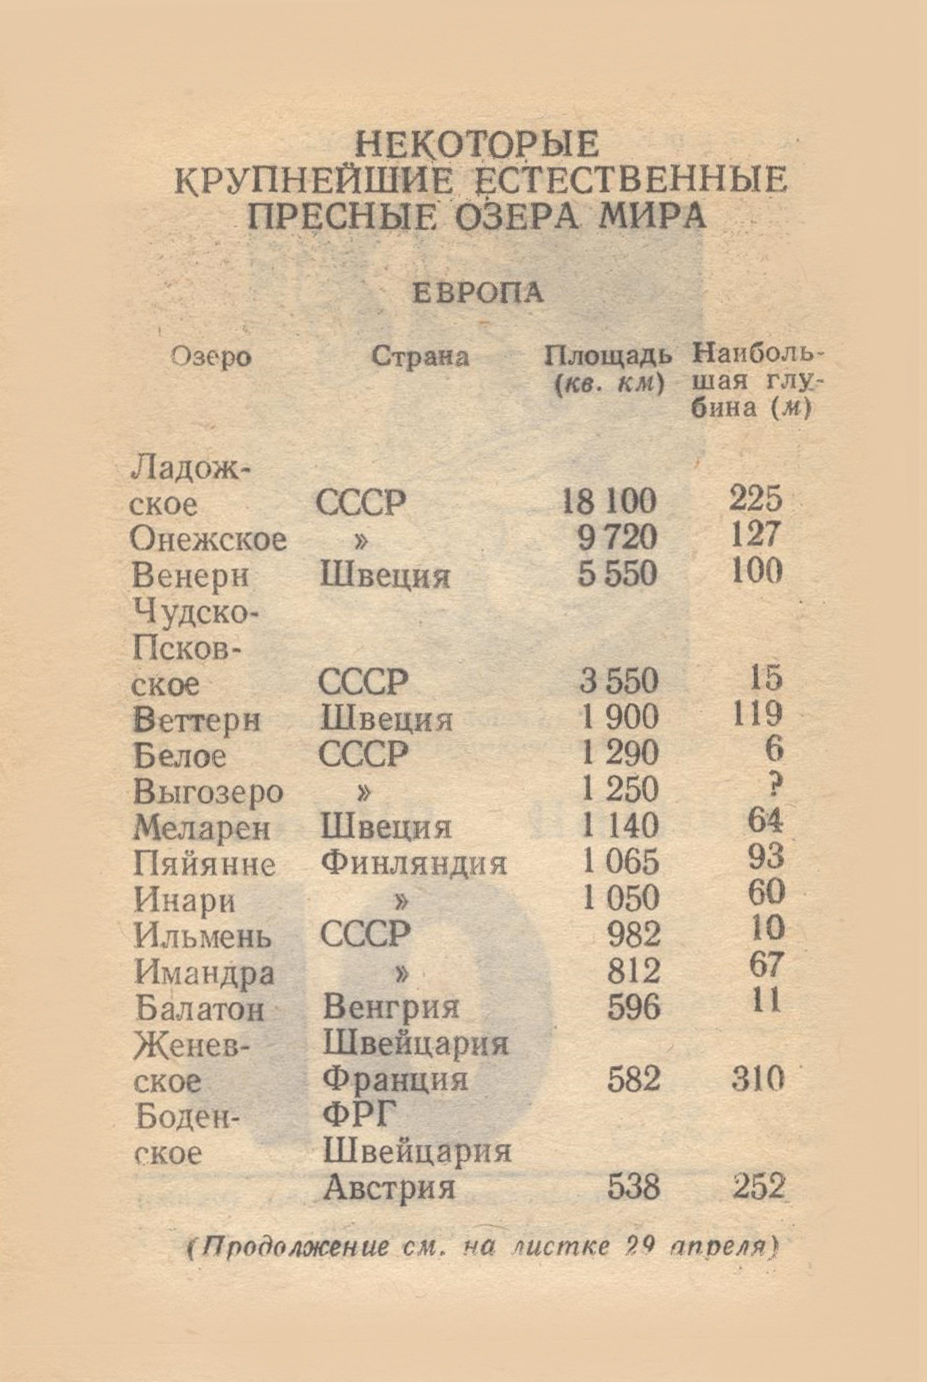 НЕКОТОРЫЕ
КРУПНЕЙШИЕ ЕСТЕСТВЕННЫЕ
ПРЕСНЫЕ ОЗЕРА МИРА
ЕВРОПА
Озеро Страна Площадь Наиболь-
(кв. км) шая глу-
бина (м)
Ладож-
ское СССР 18 100 225
Онежское » 9 720 127
Венерн Швеция 5 550 100
Чудско-
Псков-
ское СССР 3 550 15
Веттерн Швеция 1 900 119
Белое СССР 1 290 6
Выгозеро » 1 250 ?
Меларен Швеция 1 140 64
Пяйянне Финляндия 1 065 93
Инари » 1 050 60
Ильмень СССР 982 10
Имандра » 812 67
Балатон Венгрия 596 11
Женев- Швейцария
ское Франция 582 310
Боден- ФРГ
ское Швейцария
Австрия 538 252
(Продолжение см. на листке 29 апреля)